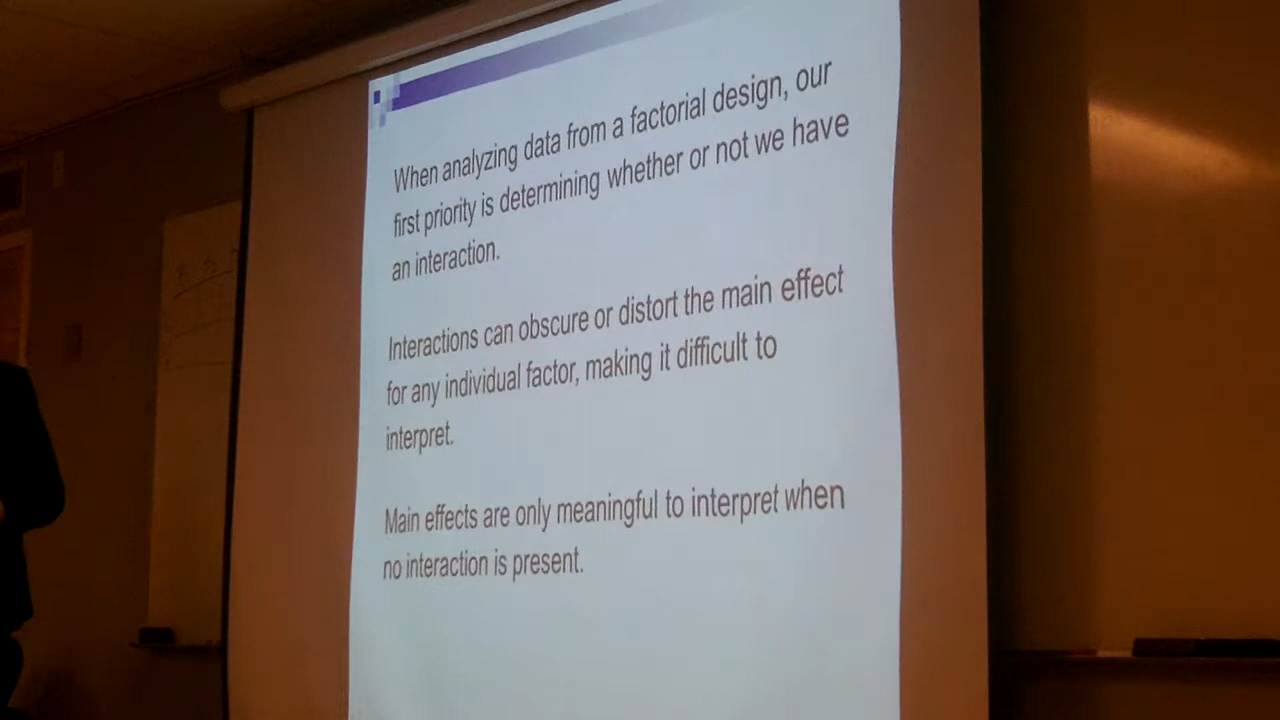 When analyzing data from a factorial design, our
first priority is determining whether or not we have
an interaction.
Interactions can obscure or distort the main effect
for any individual factor, making it difficult to
interpret.
Main effects are only meaningful to interpret when
no interaction is present.